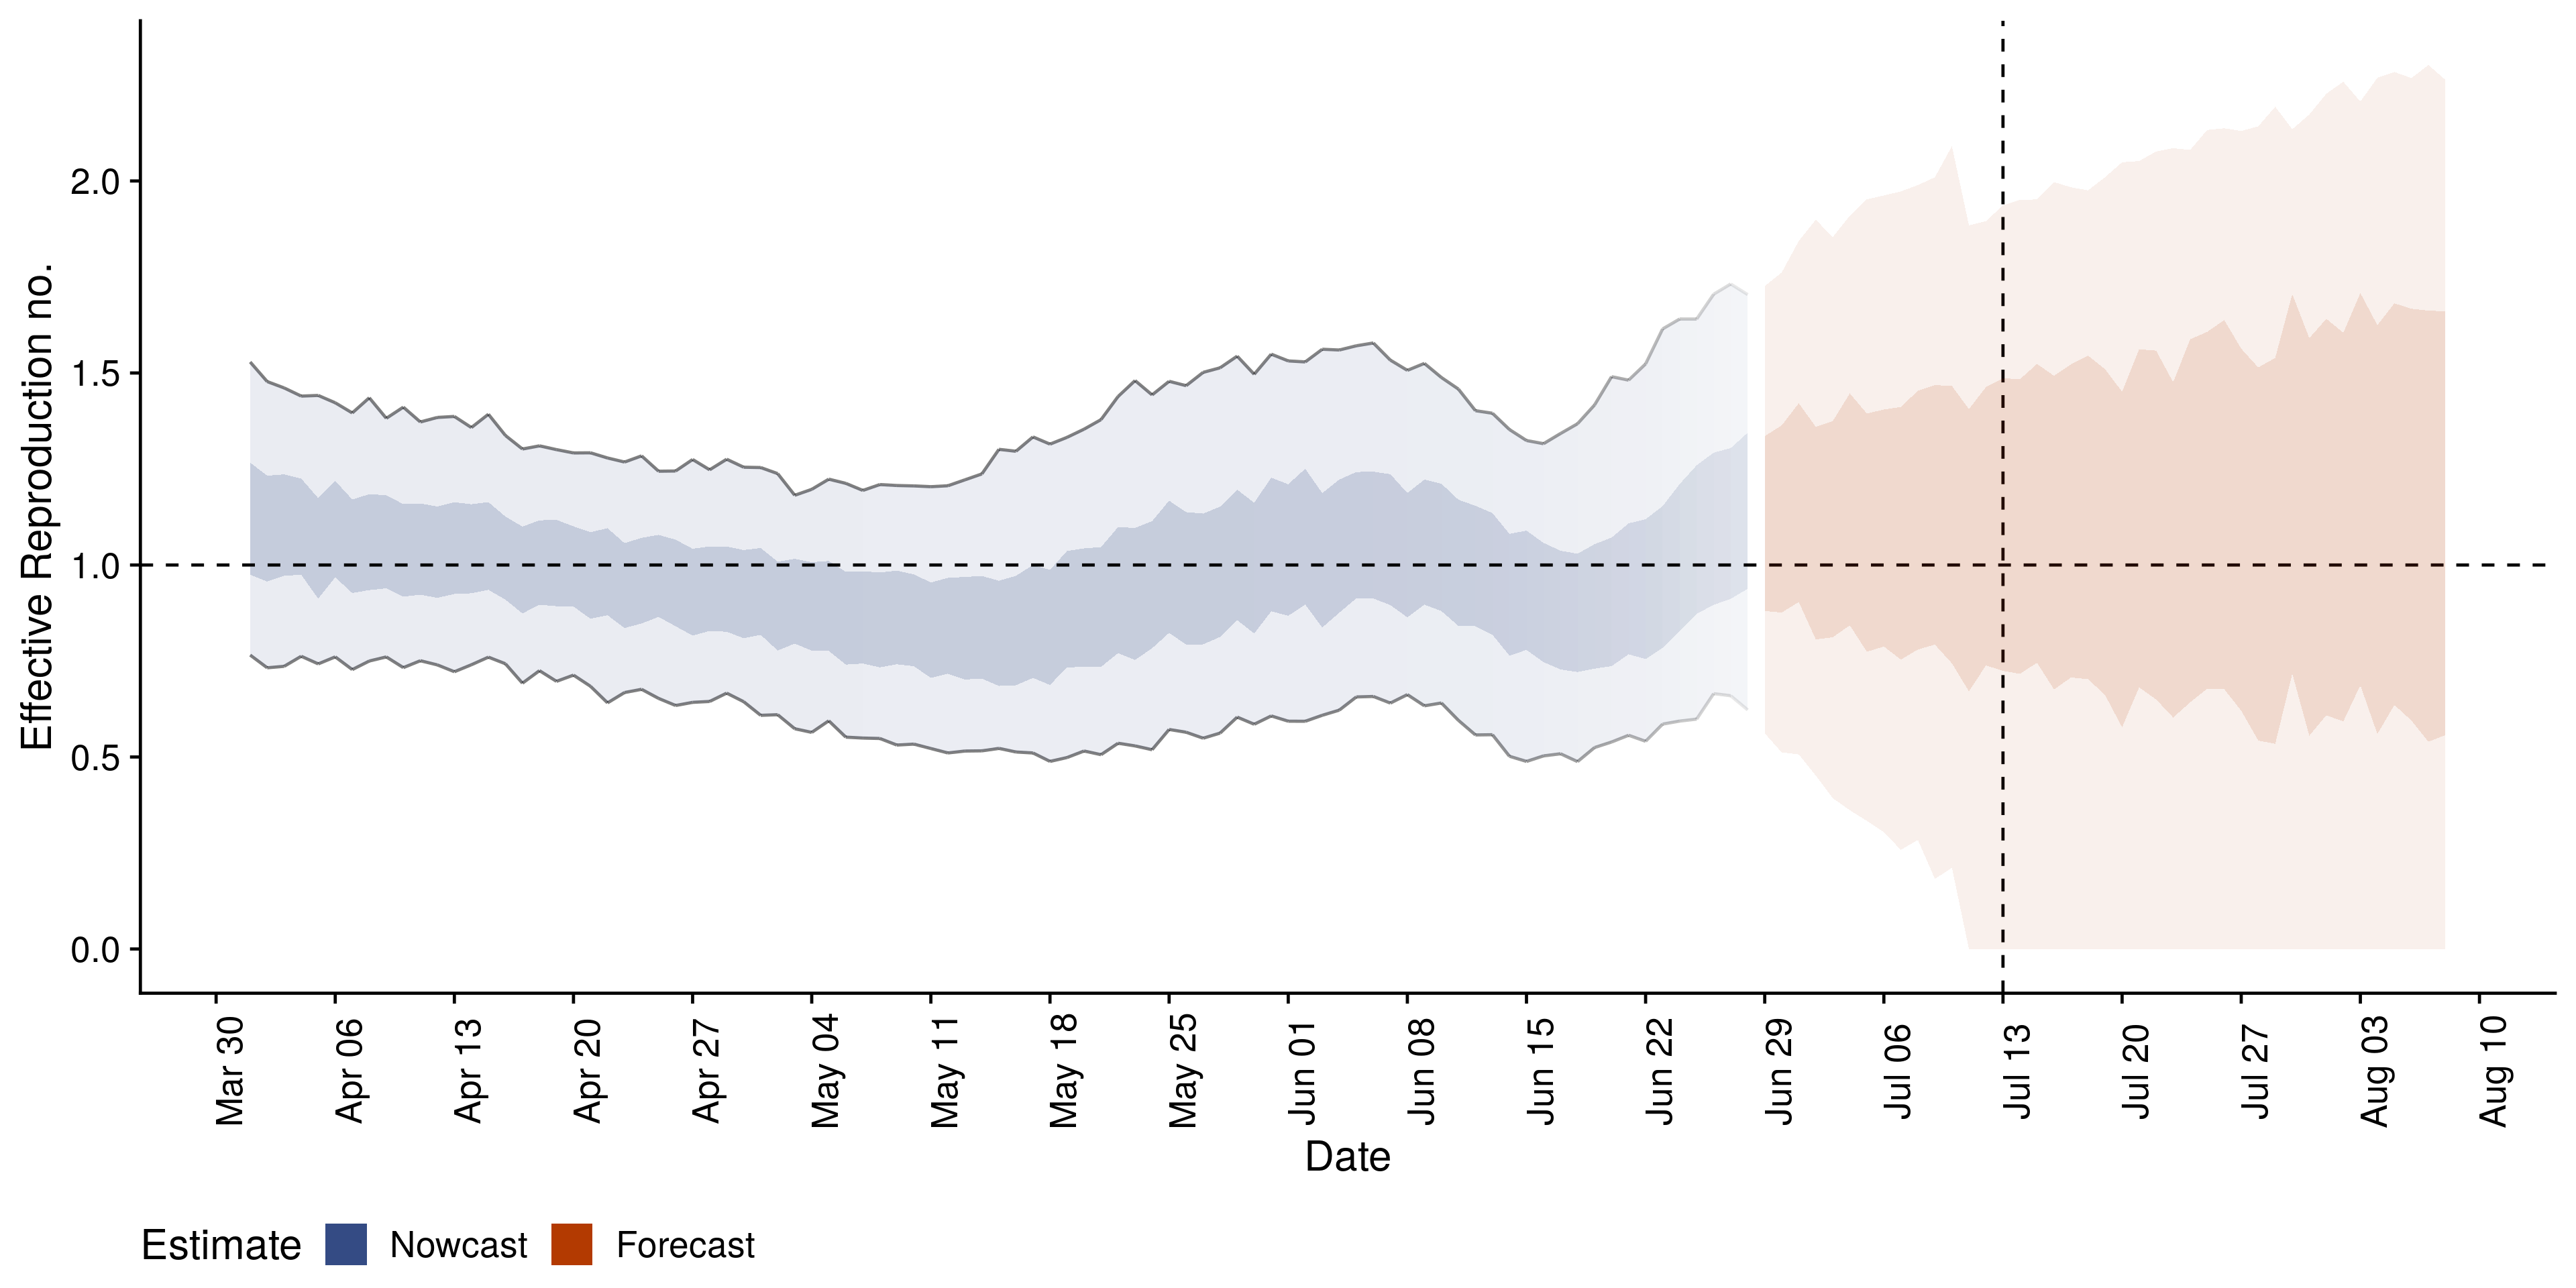 Effective Reproduction no.
2.0
1.5
1.0
0.5
0.0
Mar 30
Apr 06
Apr 13
Apr 20
Apr 27
May 04
May 11
May 18
May 25
Jun 01
Jun 08
Jun 15
Jun 22
Jun 29
Jul 06
Jul 13
Jul 20
Jul 27
Aug 03
Aug 10
Date
Estimate Nowcast Forecast